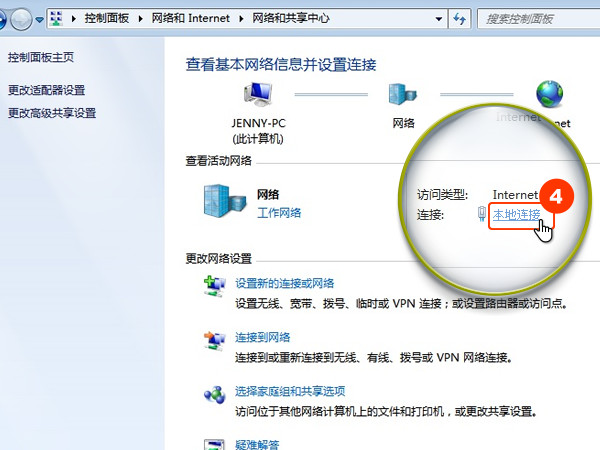 控制面板 ▸ 网络和 Internet ▸ 网络和共享中心
搜索控制面板
控制面板主页
更改适配器设置
更改高级共享设置
查看基本网络信息并设置连接
JENNY-PC
(此计算机)
网络
Internet
查看活动网络
网络
工作网络
访问类型: Internet
连接: 本地连接
4
更改网络设置
设置新的连接或网络
设置无线、宽带、拨号、临时或 VPN 连接；或设置路由器或访问点。
连接到网络
连接到或重新连接到无线、有线、拨号或 VPN 网络连接。
选择家庭组和共享选项
访问位于其他网络计算机上的文件和打印机，或更改共享设置。
疑难解答